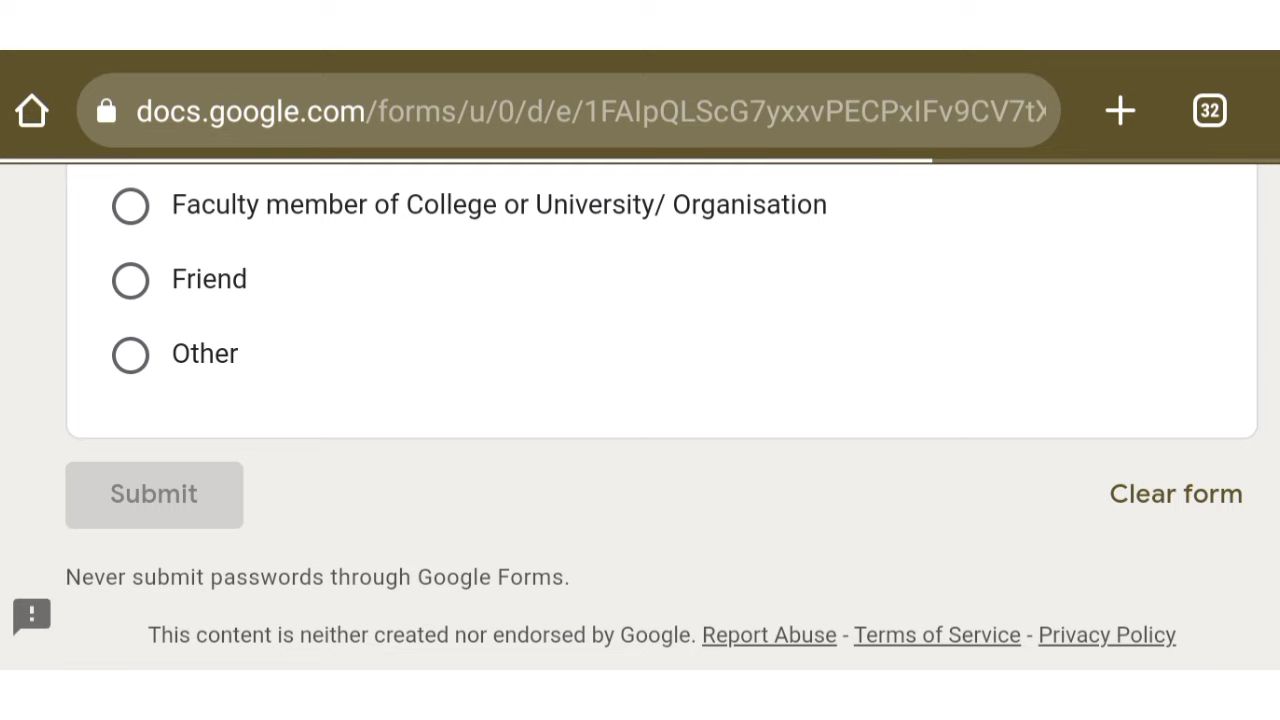 docs.google.com/forms/u/0/d/e/1FAIpQLScG7yxxvPECPxIFv9CV7tX
32
Faculty member of College or University/ Organisation
Friend
Other
Submit
Clear form
Never submit passwords through Google Forms.
This content is neither created nor endorsed by Google. Report Abuse - Terms of Service - Privacy Policy